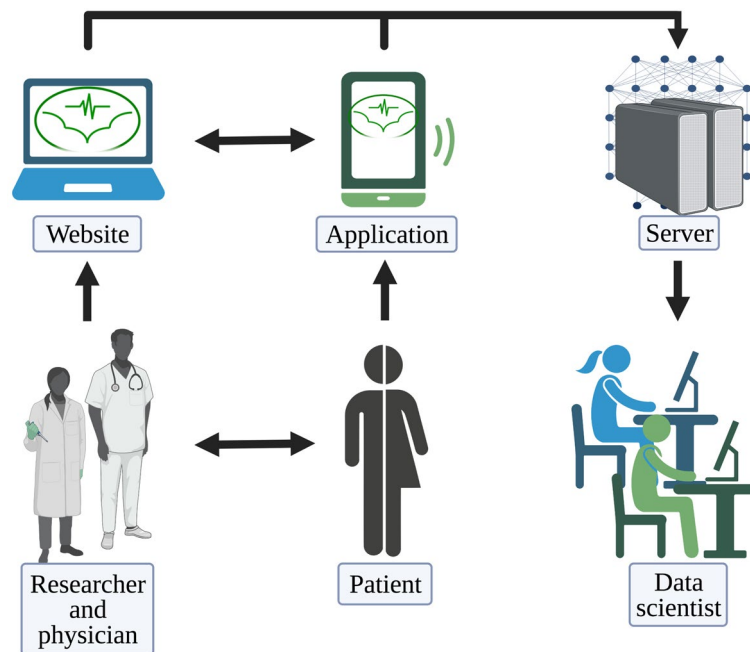 Website
Application
Server
Researcher
and
physician
Patient
Data
scientist